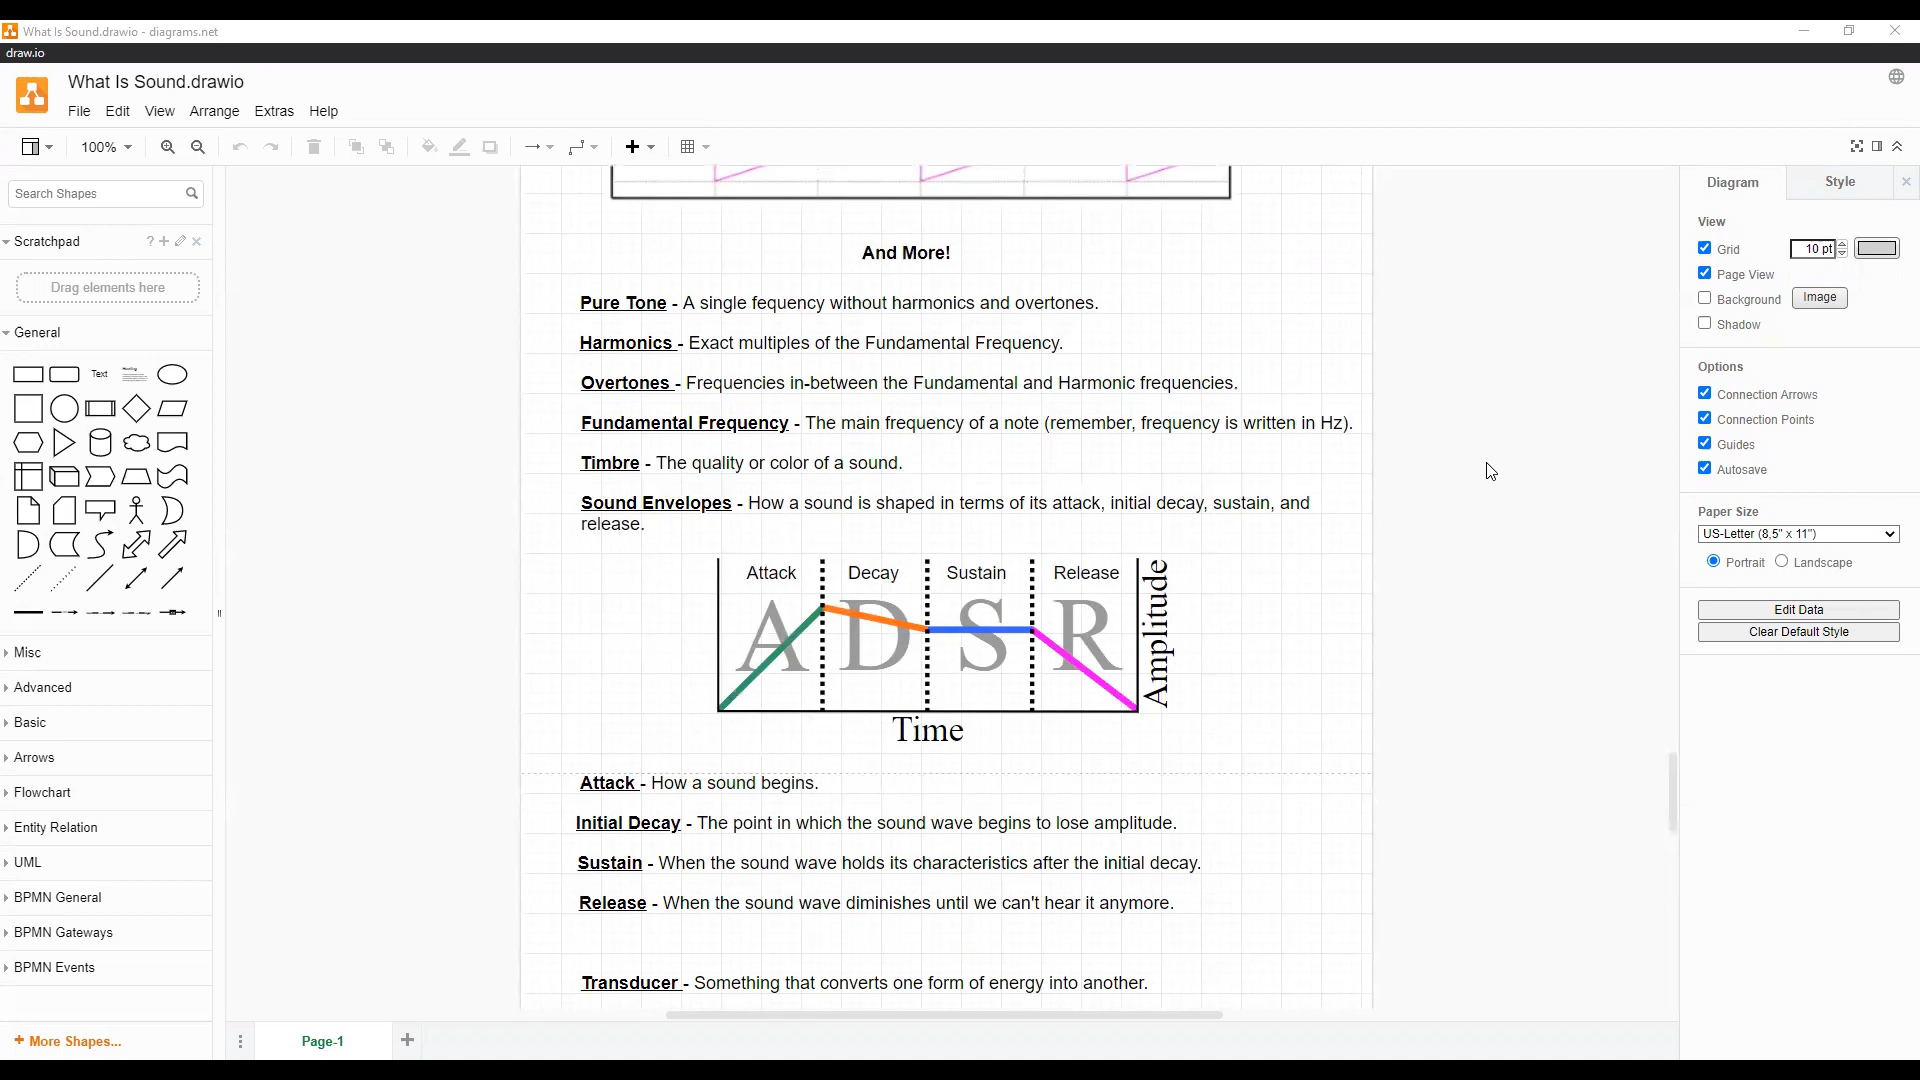 What Is Sound.drawio - diagrams.net
draw.io
What Is Sound.drawio
File Edit View Arrange Extras Help
100%
Search Shapes
Scratchpad
?
Drag elements here
General
Text
Heading
Misc
Advanced
Basic
Arrows
Flowchart
Entity Relation
UML
BPMN General
BPMN Gateways
BPMN Events
+ More Shapes...
And More!
Pure Tone - A single fequency without harmonics and overtones.
Harmonics - Exact multiples of the Fundamental Frequency.
Overtones - Frequencies in-between the Fundamental and Harmonic frequencies.
Fundamental Frequency - The main frequency of a note (remember, frequency is written in Hz).
Timbre - The quality or color of a sound.
Sound Envelopes - How a sound is shaped in terms of its attack, initial decay, sustain, and
release.
Attack Decay Sustain Release
A D S R
Amplitude
Time
Attack - How a sound begins.
Initial Decay - The point in which the sound wave begins to lose amplitude.
Sustain - When the sound wave holds its characteristics after the initial decay.
Release - When the sound wave diminishes until we can't hear it anymore.
Transducer - Something that converts one form of energy into another.
Page-1
Diagram Style
View
Grid 10 pt
Page View
Background Image
Shadow
Options
Connection Arrows
Connection Points
Guides
Autosave
Paper Size
US-Letter (8,5" x 11")
Portrait Landscape
Edit Data
Clear Default Style